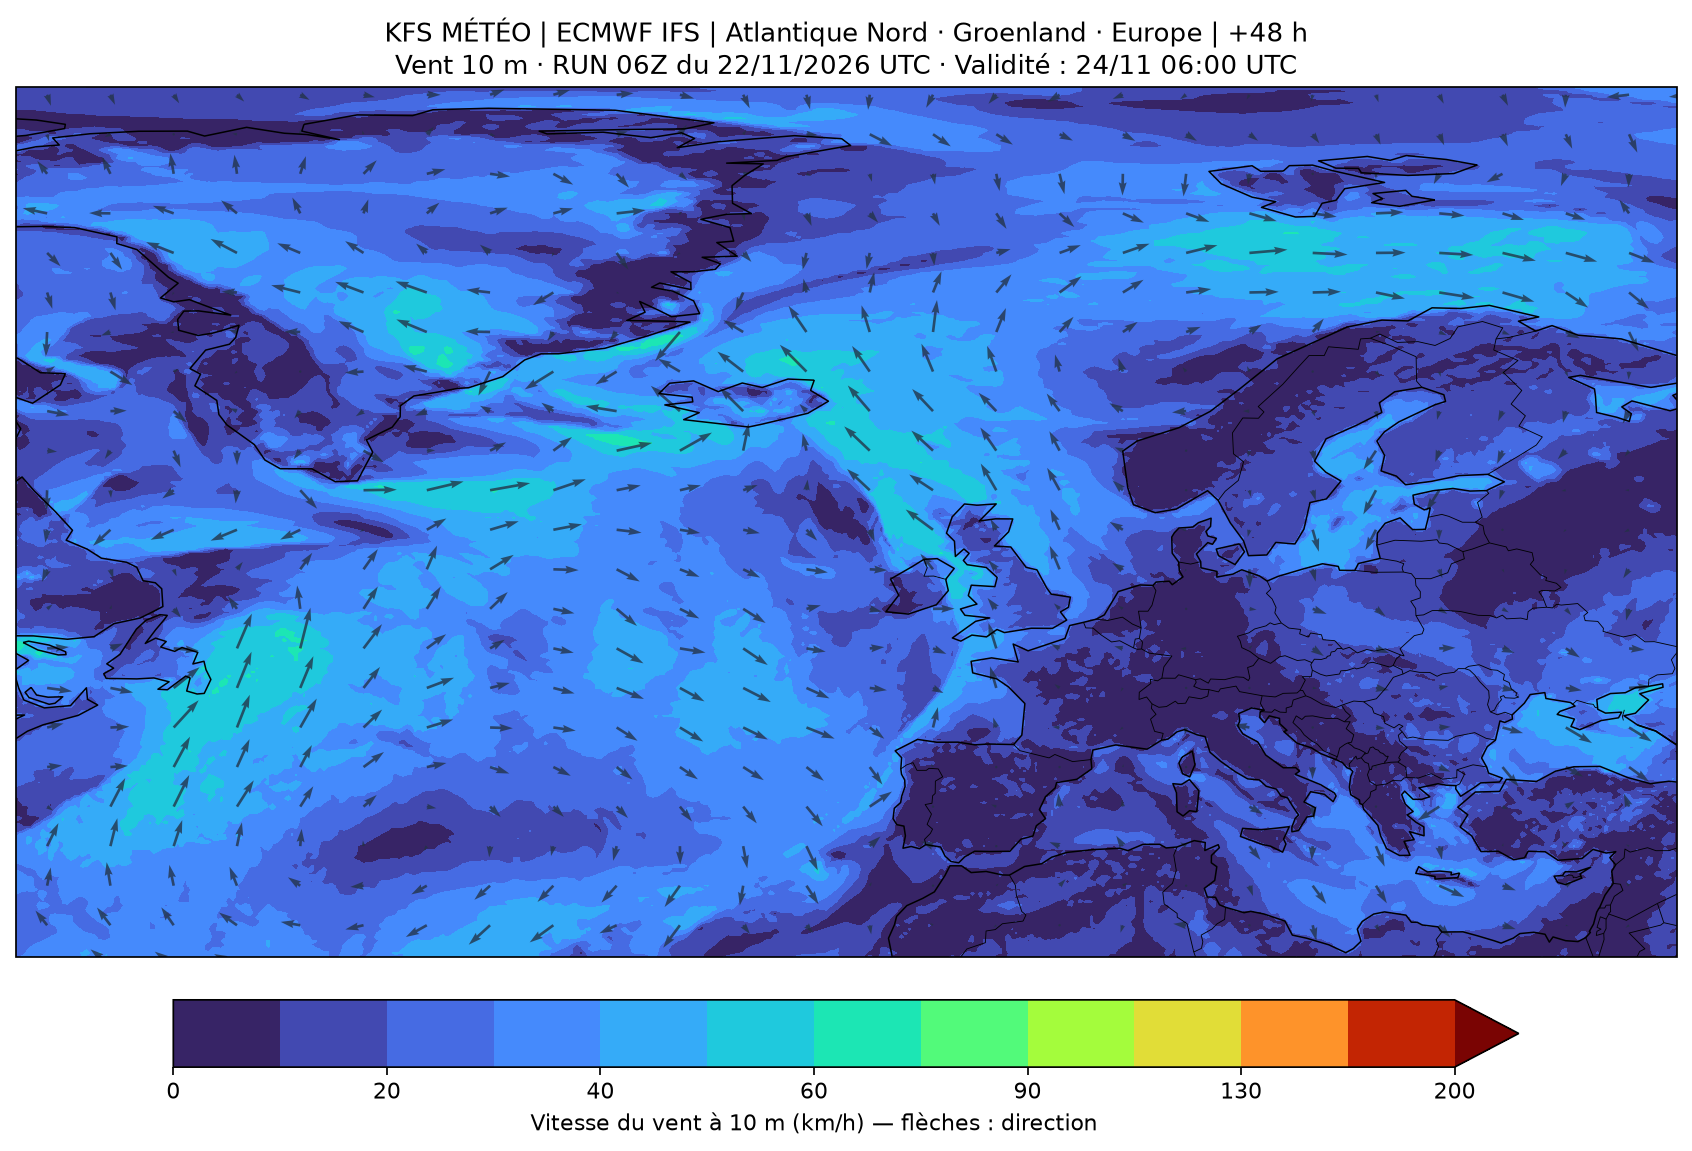 KFS MÉTÉO | ECMWF IFS | Atlantique Nord · Groenland · Europe | +48 h
Vent 10 m · RUN 06Z du 22/11/2026 UTC · Validité : 24/11 06:00 UTC
0 20 40 60 90 130 200
Vitesse du vent à 10 m (km/h) — flèches : direction